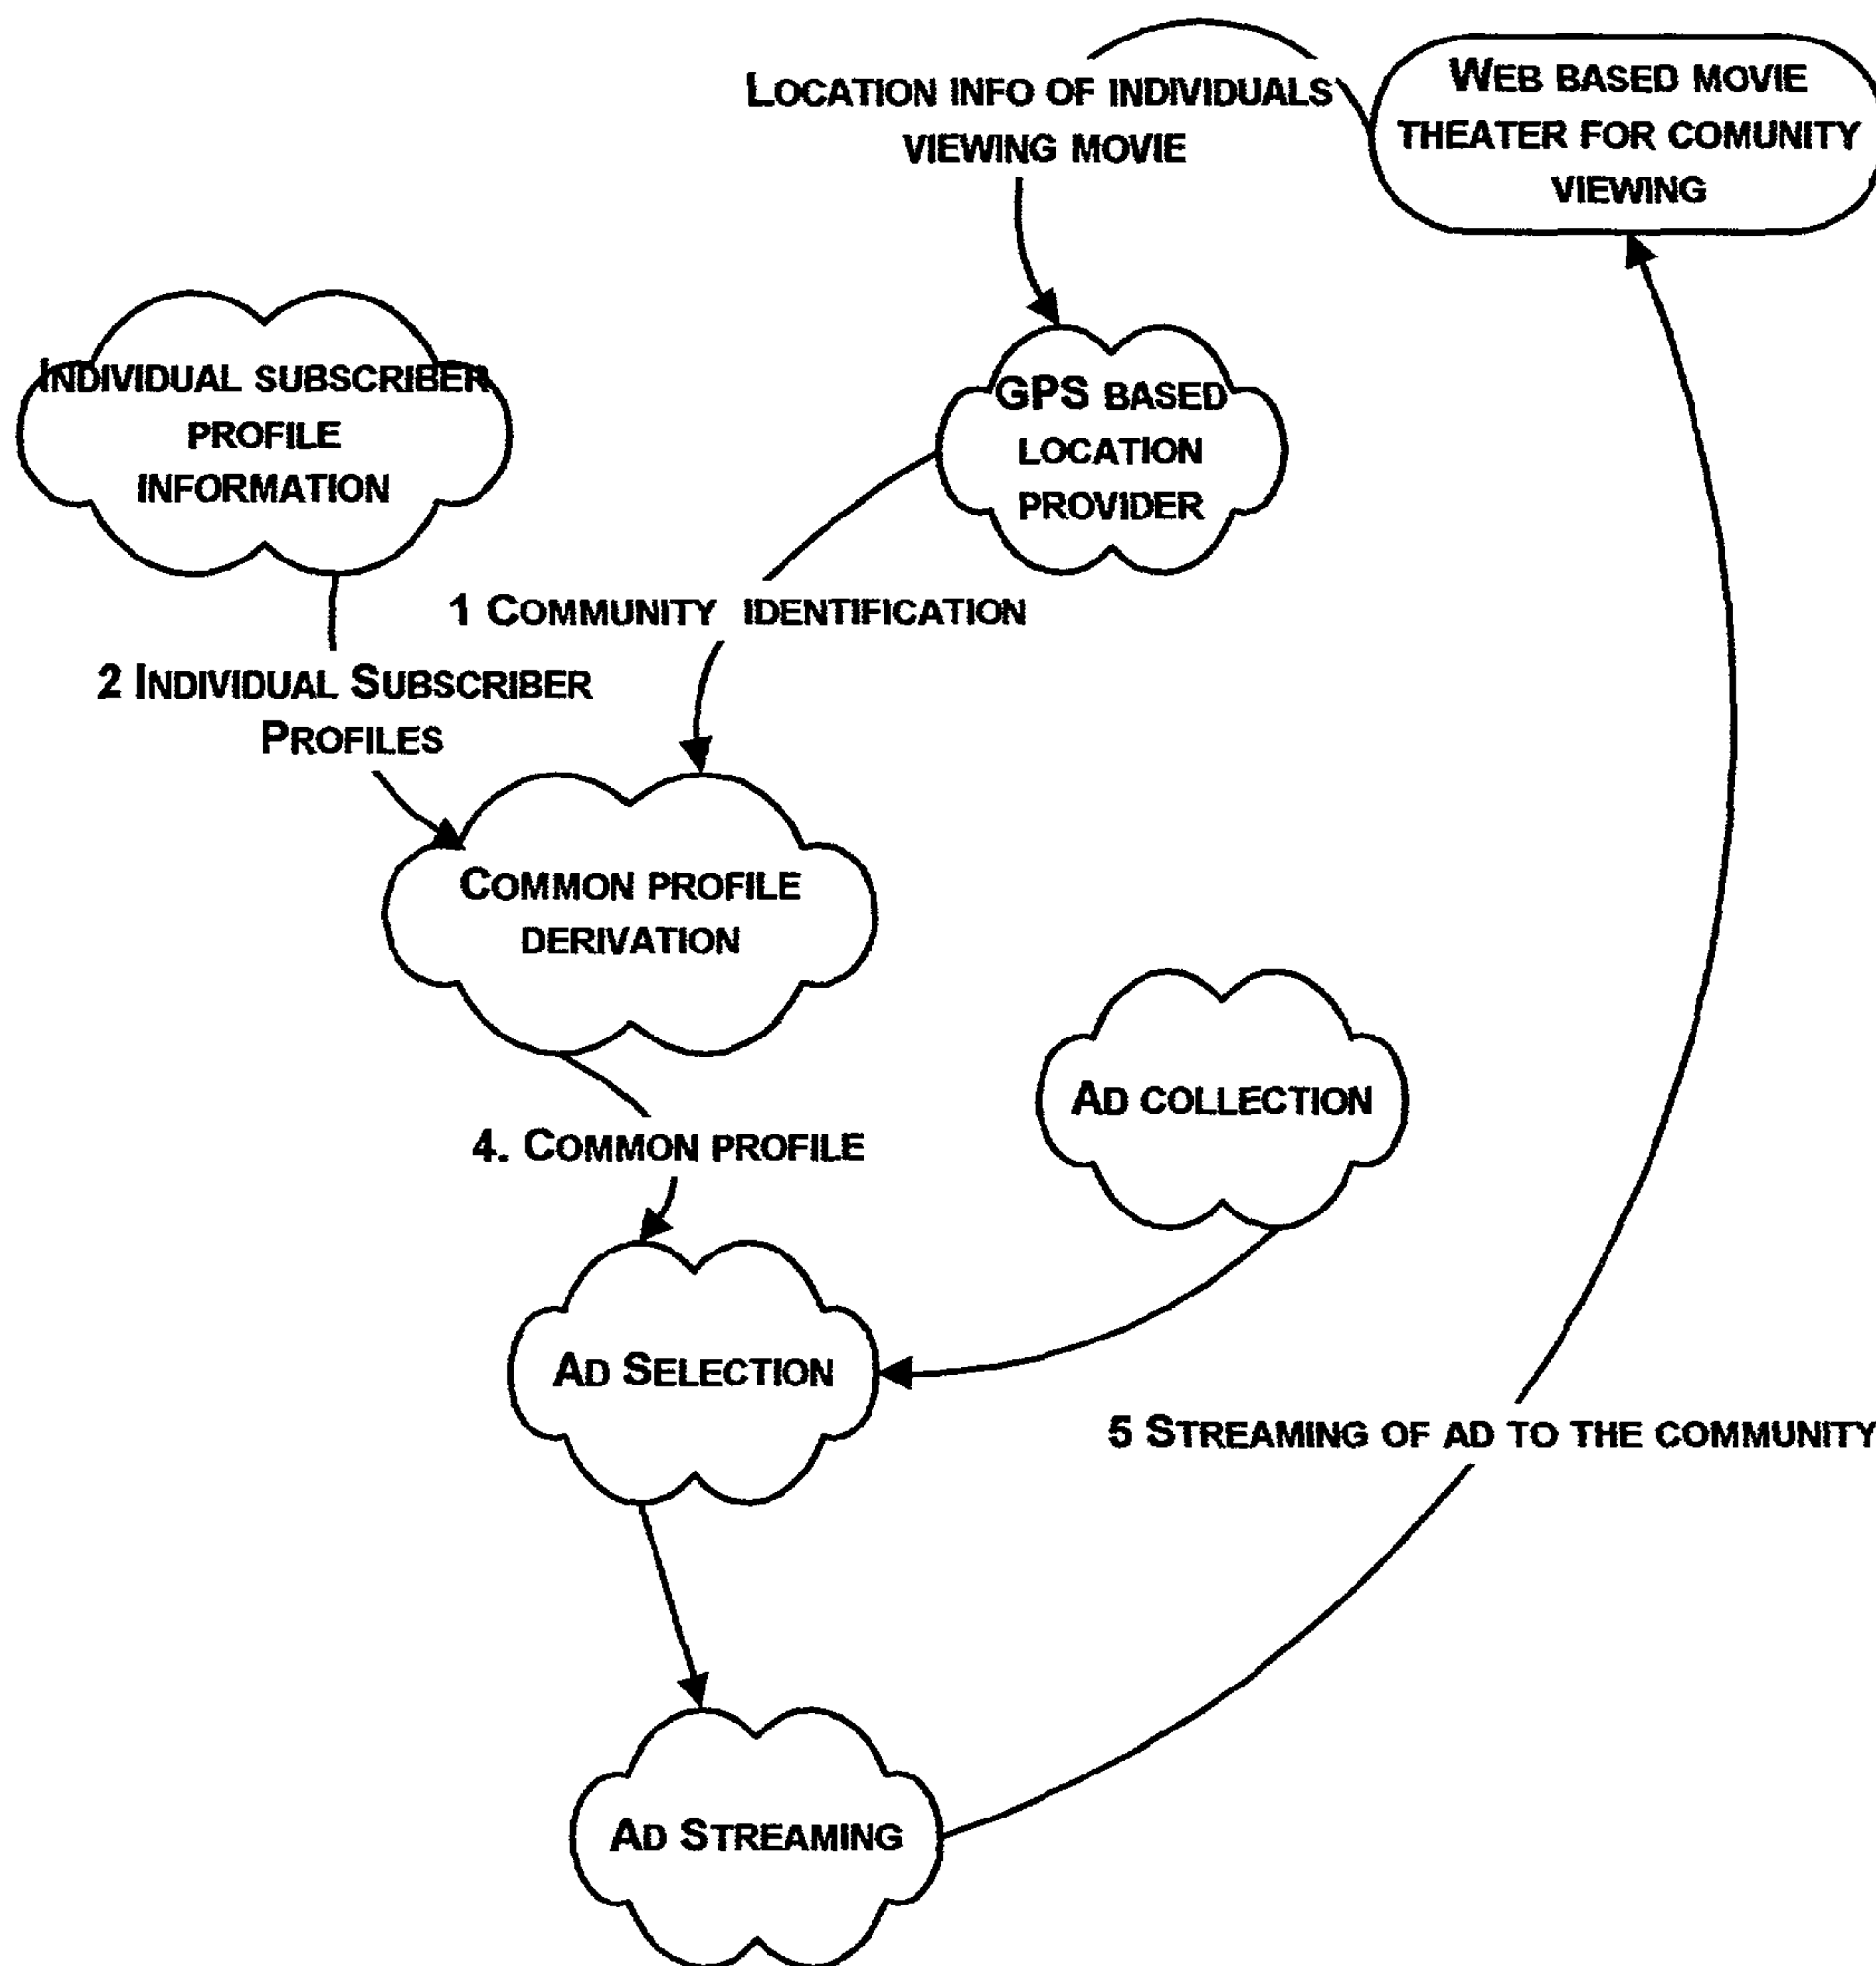 LOCATION INFO OF INDIVIDUALS
VIEWING MOVIE
WEB BASED MOVIE
THEATER FOR COMUNITY
VIEWING
INDIVIDUAL SUBSCRIBER
PROFILE
INFORMATION
GPS BASED
LOCATION
PROVIDER
1 COMMUNITY IDENTIFICATION
2 INDIVIDUAL SUBSCRIBER
PROFILES
COMMON PROFILE
DERIVATION
AD COLLECTION
4. COMMON PROFILE
AD SELECTION
5 STREAMING OF AD TO THE COMMUNITY
AD STREAMING